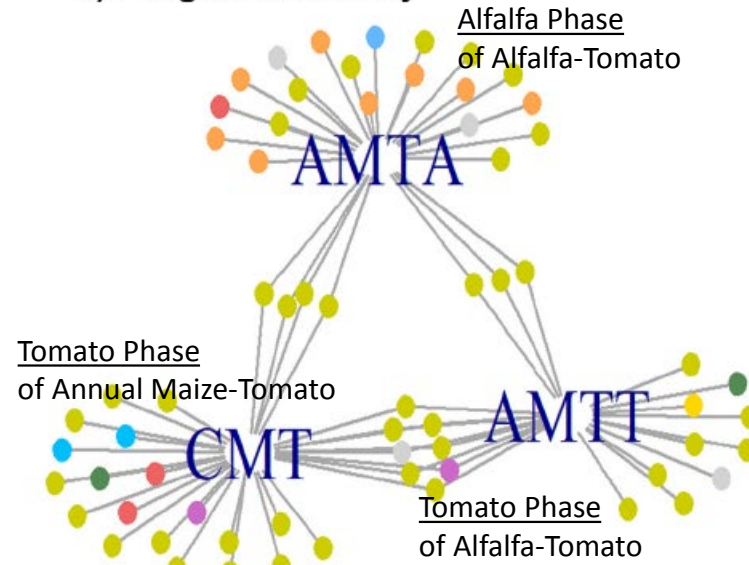 Alfalfa Phase
of Alfalfa-Tomato
AMTA
Tomato Phase
of Annual Maize-Tomato
AMTT
CMT
Tomato Phase
of Alfalfa-Tomato